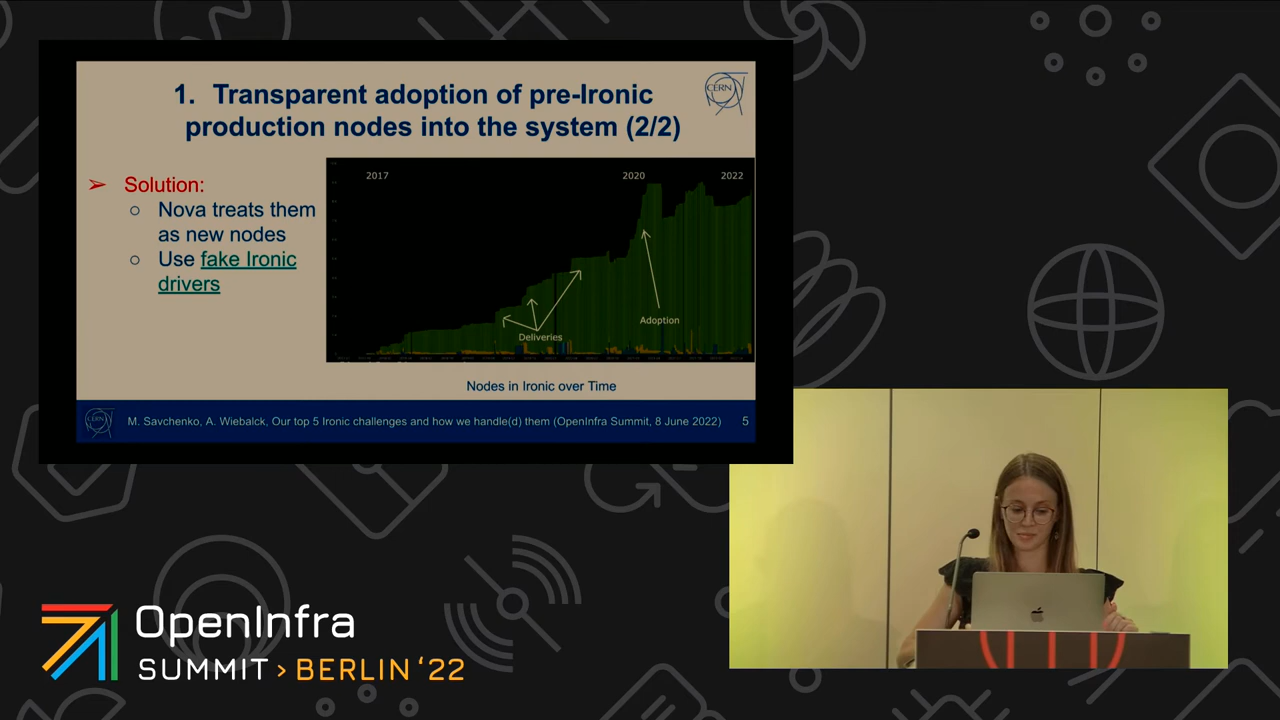 1. Transparent adoption of pre-Ironic
production nodes into the system (2/2)
CERN
➢ Solution:
○ Nova treats them
as new nodes
○ Use fake Ironic
drivers
2017
2020
2022
Deliveries
Adoption
Nodes in Ironic over Time
CERN
M. Savchenko, A. Wiebalck, Our top 5 Ironic challenges and how we handle(d) them (OpenInfra Summit, 8 June 2022)
5
OpenInfra
SUMMIT > BERLIN ‘22